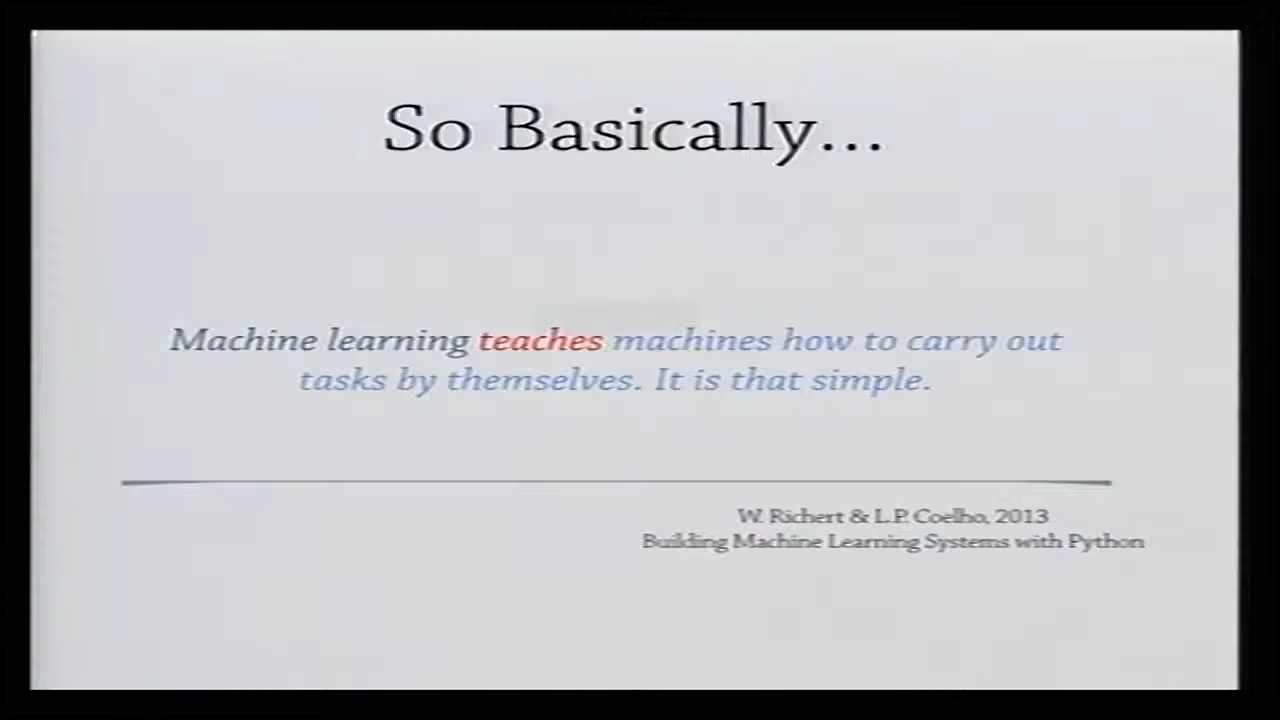 So Basically...
Machine learning teaches machines how to carry out
tasks by themselves. It is that simple.
W. Richert & L.P. Coelho, 2013
Building Machine Learning Systems with Python